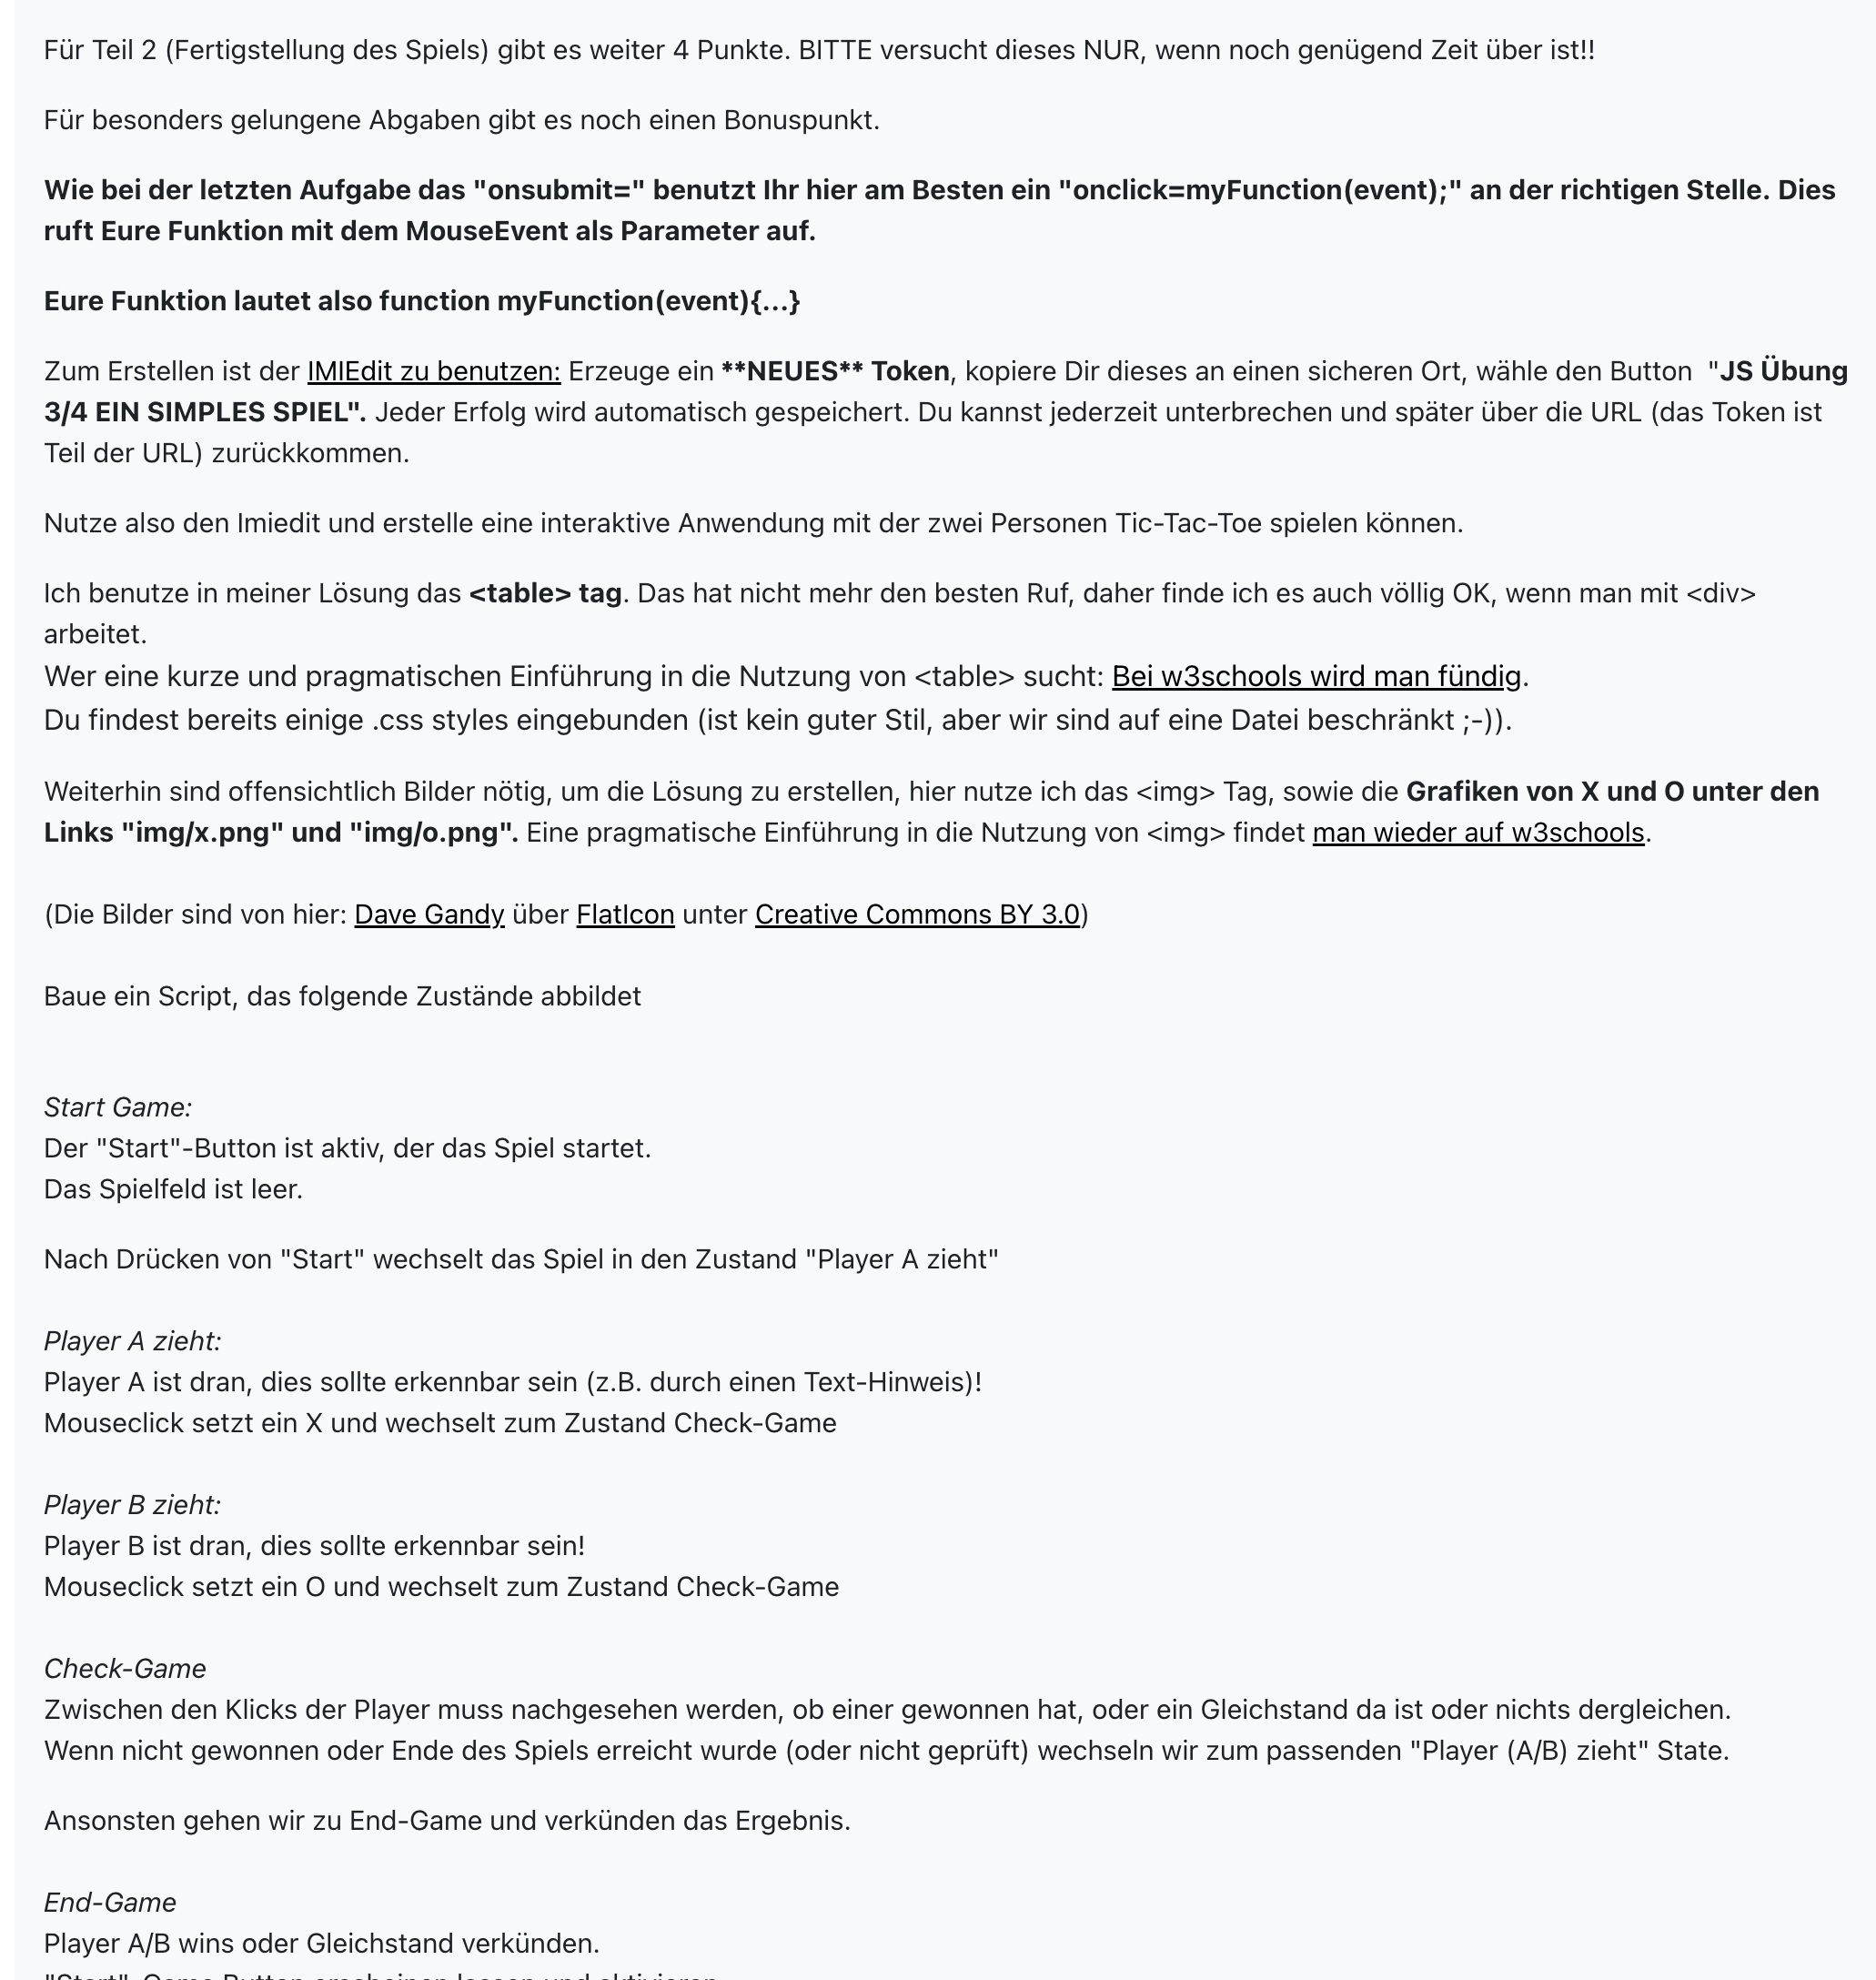 Für Teil 2 (Fertigstellung des Spiels) gibt es weiter 4 Punkte. BITTE versucht dieses NUR, wenn noch genügend Zeit über ist!!
Für besonders gelungene Abgaben gibt es noch einen Bonuspunkt.
Wie bei der letzten Aufgabe das "onsubmit=" benutzt Ihr hier am Besten ein "onclick=myFunction(event);" an der richtigen Stelle. Dies
ruft Eure Funktion mit dem MouseEvent als Parameter auf.
Eure Funktion lautet also function myFunction(event){...}
Zum Erstellen ist der IMIEdit zu benutzen: Erzeuge ein **NEUES** Token, kopiere Dir dieses an einen sicheren Ort, wähle den Button  "JS Übung
3/4 EIN SIMPLES SPIEL". Jeder Erfolg wird automatisch gespeichert. Du kannst jederzeit unterbrechen und später über die URL (das Token ist
Teil der URL) zurückkommen.
Nutze also den Imiedit und erstelle eine interaktive Anwendung mit der zwei Personen Tic-Tac-Toe spielen können.
Ich benutze in meiner Lösung das <table> tag. Das hat nicht mehr den besten Ruf, daher finde ich es auch völlig OK, wenn man mit <div>
arbeitet.
Wer eine kurze und pragmatischen Einführung in die Nutzung von <table> sucht: Bei w3schools wird man fündig.
Du findest bereits einige .css styles eingebunden (ist kein guter Stil, aber wir sind auf eine Datei beschränkt ;-)).
Weiterhin sind offensichtlich Bilder nötig, um die Lösung zu erstellen, hier nutze ich das <img> Tag, sowie die Grafiken von X und O unter den
Links "img/x.png" und "img/o.png". Eine pragmatische Einführung in die Nutzung von <img> findet man wieder auf w3schools.
(Die Bilder sind von hier: Dave Gandy über FlatIcon unter Creative Commons BY 3.0)
Baue ein Script, das folgende Zustände abbildet
Start Game:
Der "Start"-Button ist aktiv, der das Spiel startet.
Das Spielfeld ist leer.
Nach Drücken von "Start" wechselt das Spiel in den Zustand "Player A zieht"
Player A zieht:
Player A ist dran, dies sollte erkennbar sein (z.B. durch einen Text-Hinweis)!
Mouseclick setzt ein X und wechselt zum Zustand Check-Game
Player B zieht:
Player B ist dran, dies sollte erkennbar sein!
Mouseclick setzt ein O und wechselt zum Zustand Check-Game
Check-Game
Zwischen den Klicks der Player muss nachgesehen werden, ob einer gewonnen hat, oder ein Gleichstand da ist oder nichts dergleichen.
Wenn nicht gewonnen oder Ende des Spiels erreicht wurde (oder nicht geprüft) wechseln wir zum passenden "Player (A/B) zieht" State.
Ansonsten gehen wir zu End-Game und verkünden das Ergebnis.
End-Game
Player A/B wins oder Gleichstand verkünden.